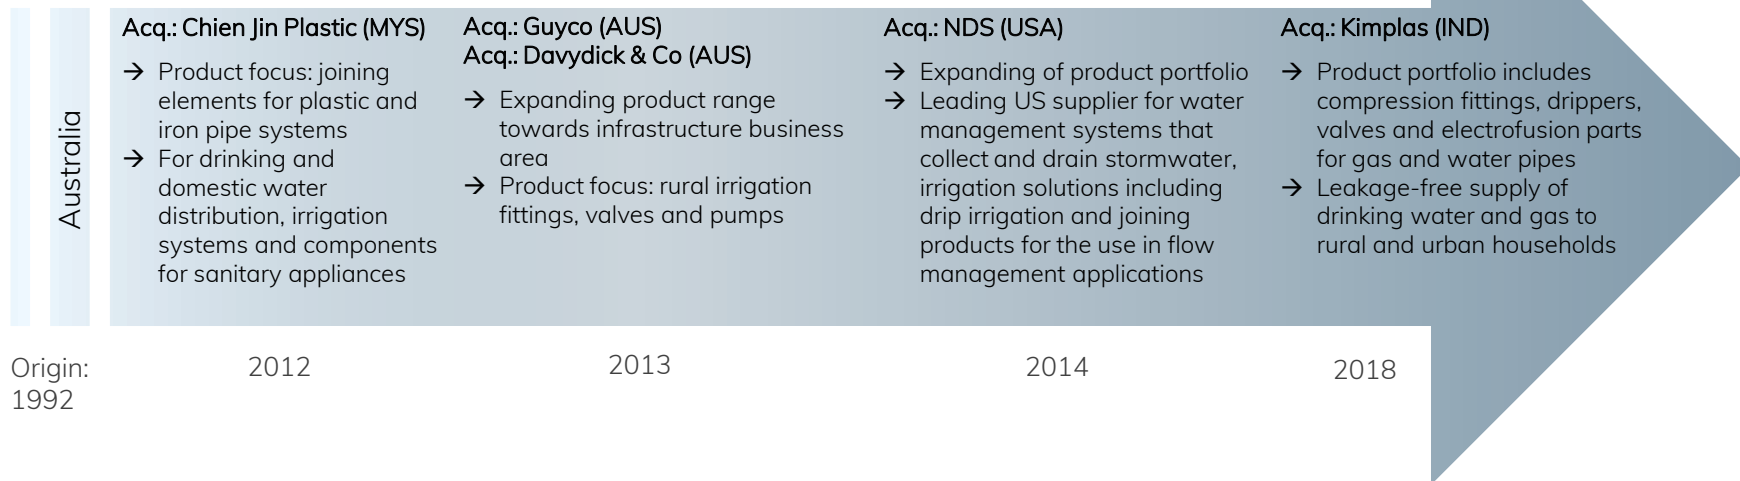 Australia
Origin:
1992
Acq.: Chien Jin Plastic (MYS)
→ Product focus: joining
elements for plastic and
iron pipe systems
→ For drinking and
domestic water
distribution, irrigation
systems and components
for sanitary appliances
2012
Acq.: Guyco (AUS)
Acq.: Davydick & Co (AUS)
→ Expanding product range
towards infrastructure business
area
→ Product focus: rural irrigation
fittings, valves and pumps
2013
Acq.: NDS (USA)
→ Expanding of product portfolio
→ Leading US supplier for water
management systems that
collect and drain stormwater,
irrigation solutions including
drip irrigation and joining
products for the use in flow
management applications
2014
Acq.: Kimplas (IND)
→ Product portfolio includes
compression fittings, drippers,
valves and electrofusion parts
for gas and water pipes
→ Leakage-free supply of
drinking water and gas to
rural and urban households
2018